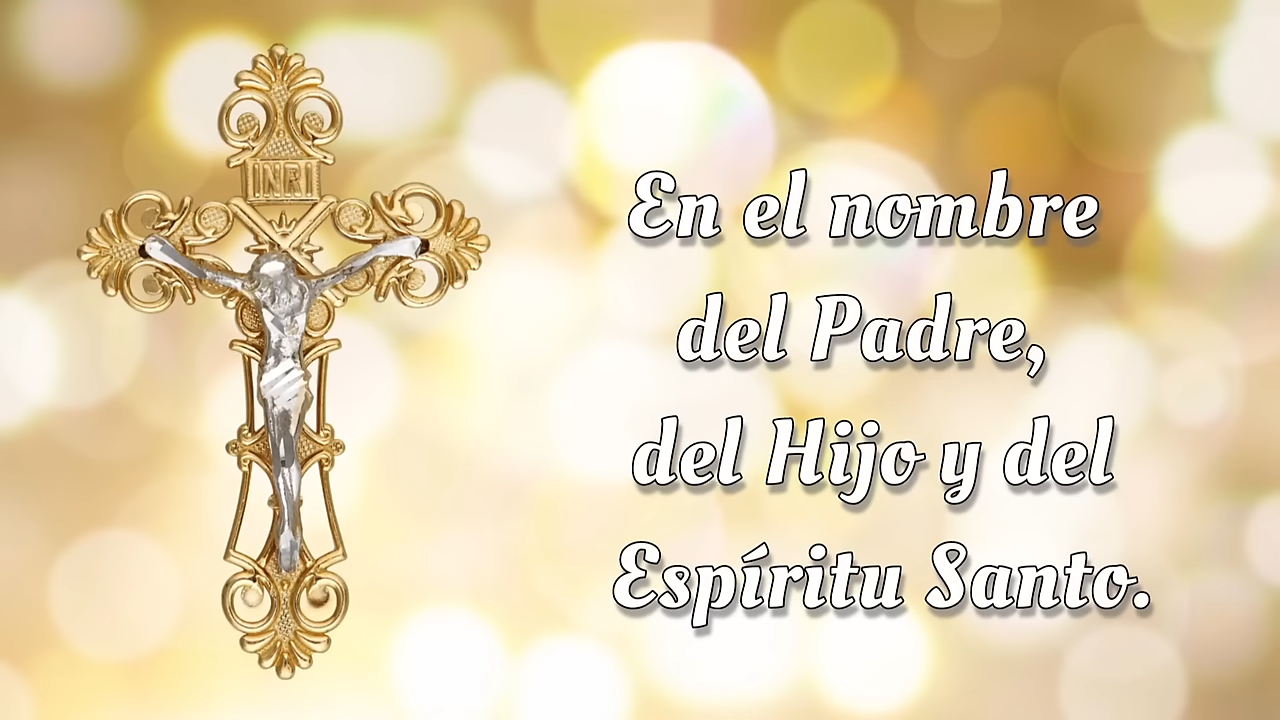 INRI
En el nombre
del Padre,
del Hijo y del
Espíritu Santo.